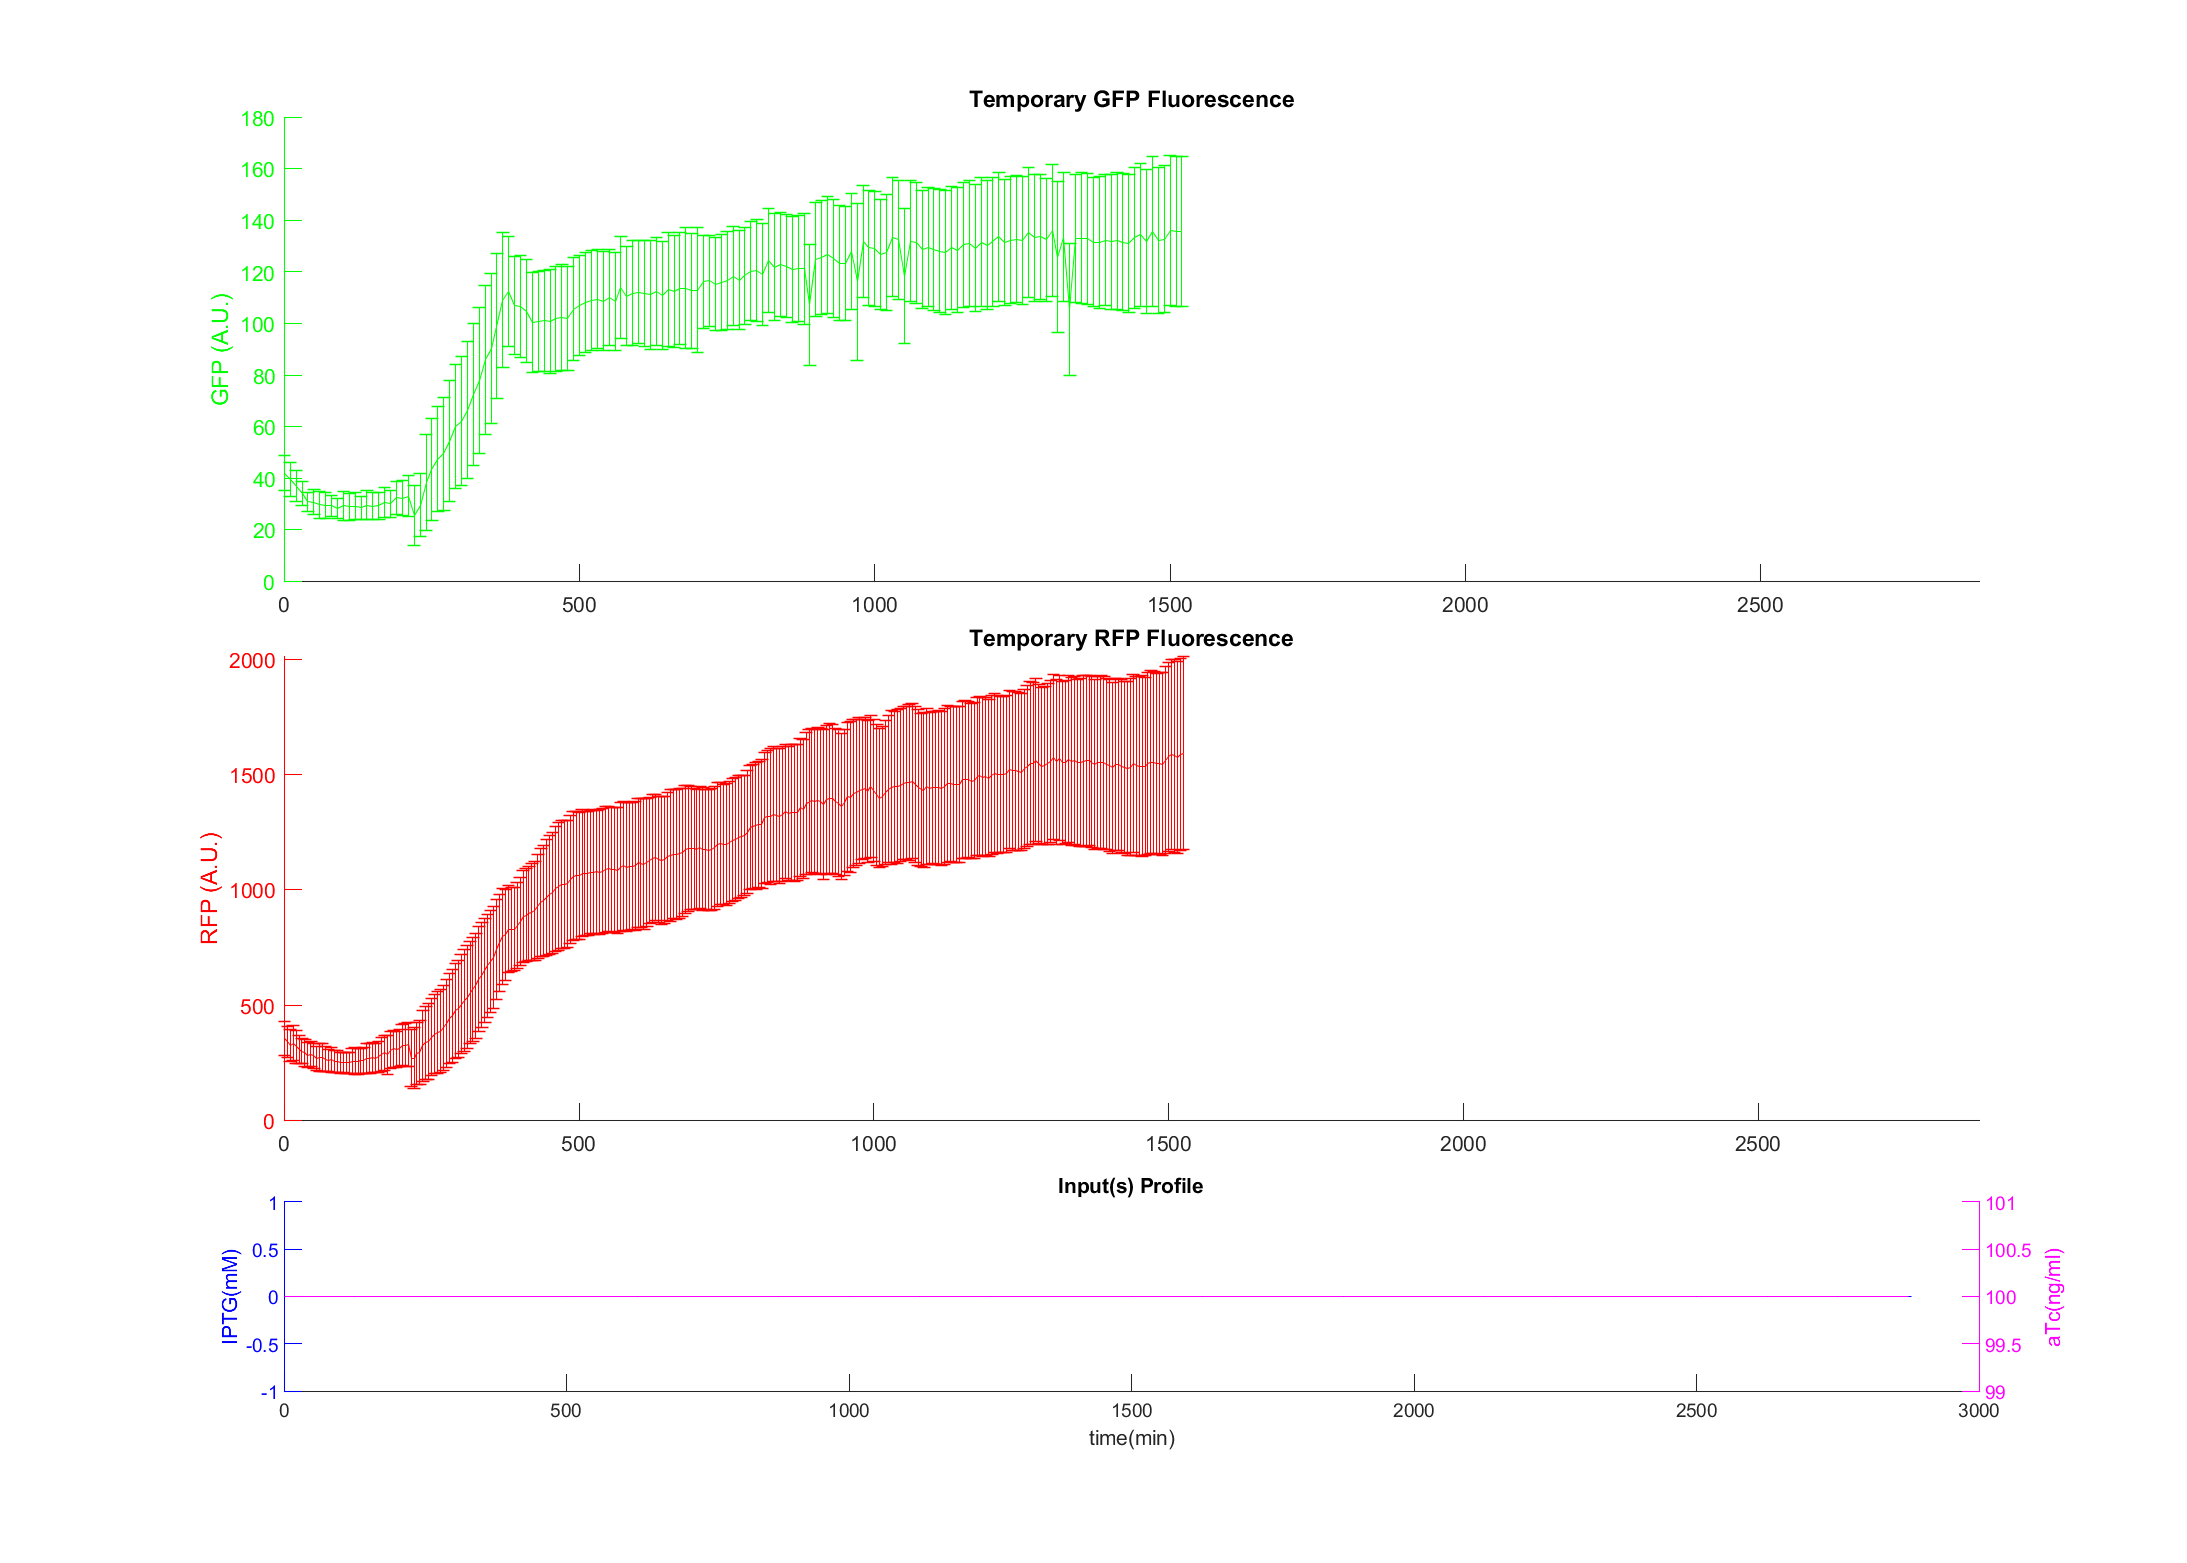 Temporary GFP Fluorescence
180
160
140
120
100
80
60
40
20
0
GFP (A.U.)
0 500 1000 1500 2000 2500
Temporary RFP Fluorescence
2000
1500
1000
500
0
RFP (A.U.)
0 500 1000 1500 2000 2500
Input(s) Profile
1
0.5
0
-0.5
-1
IPTG(mM)
101
100.5
100
99.5
99
aTc(ng/ml)
0 500 1000 1500 2000 2500 3000
time(min)